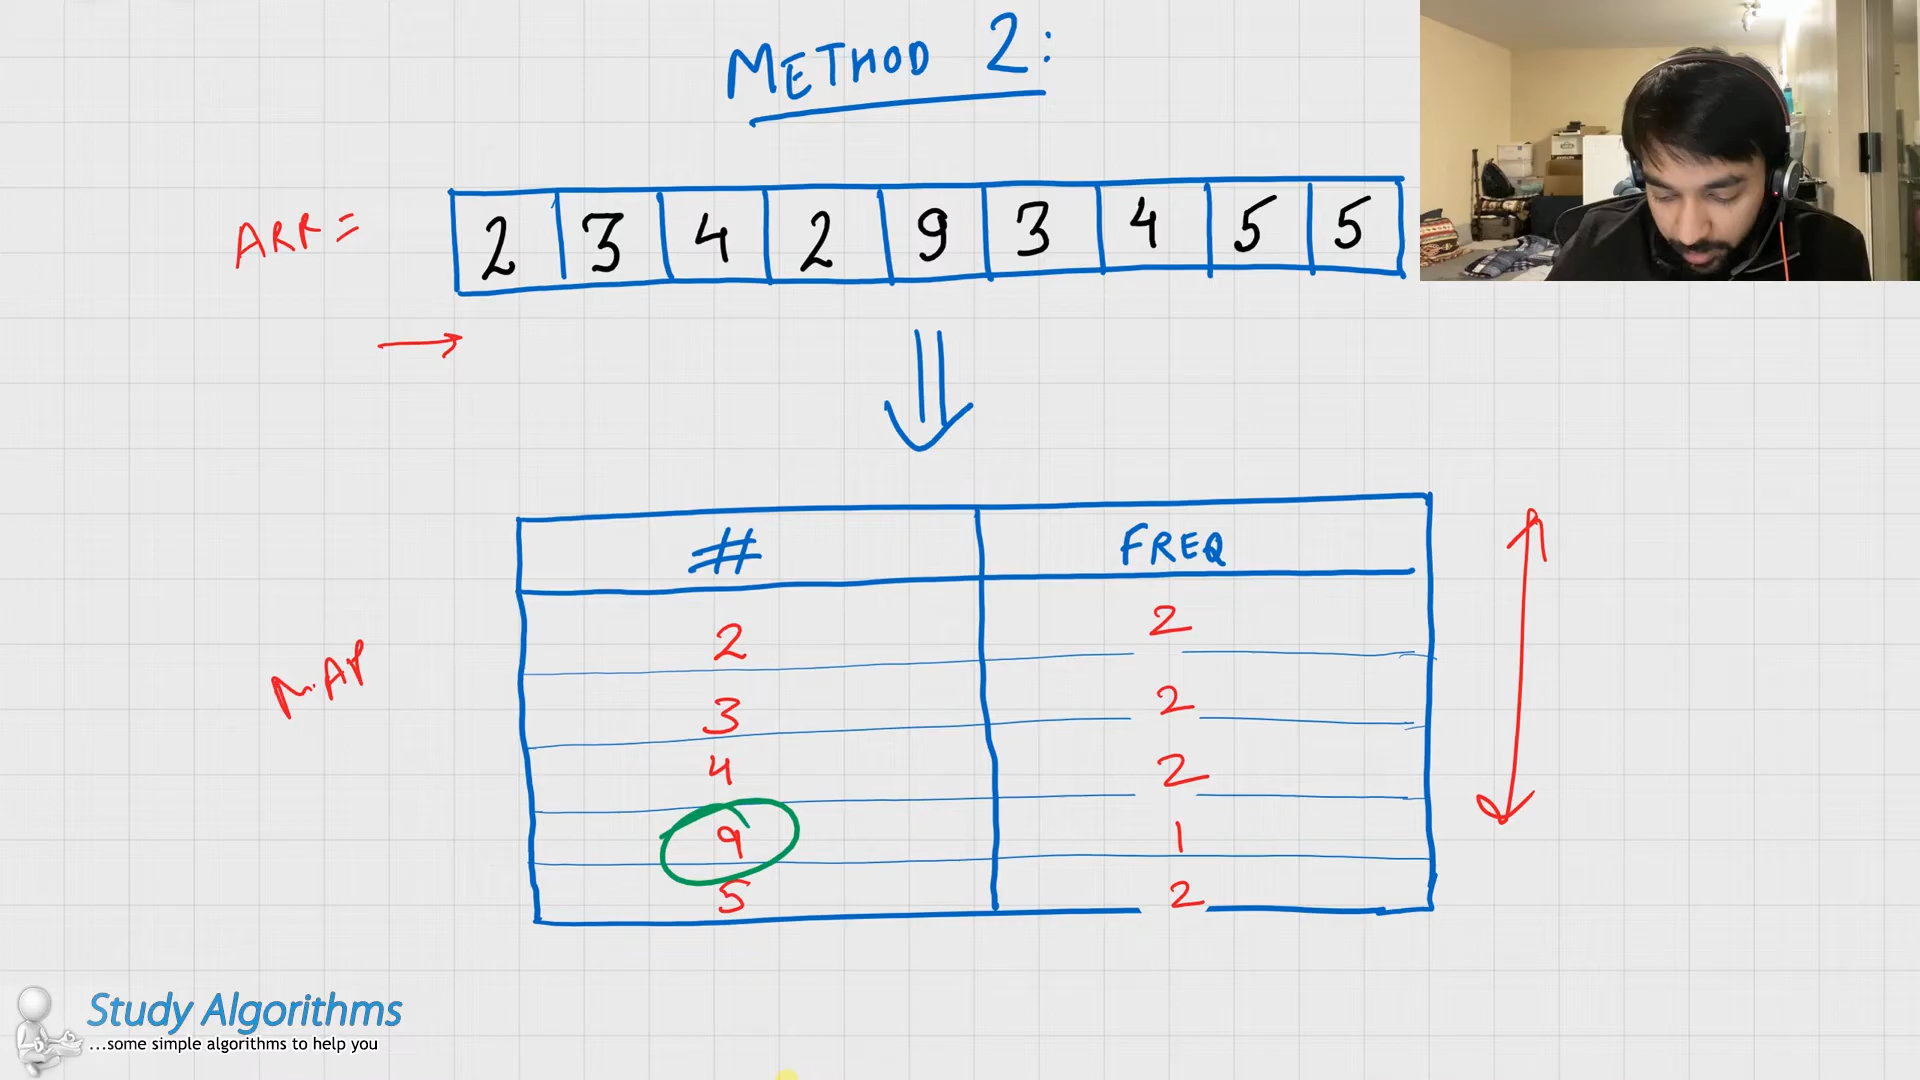 METHOD 2:
ARR = 2 3 4 2 9 3 4 5 5
# FREQ
2 2
3 2
MAP
4 2
9 1
5 2
Study Algorithms
...some simple algorithms to help you